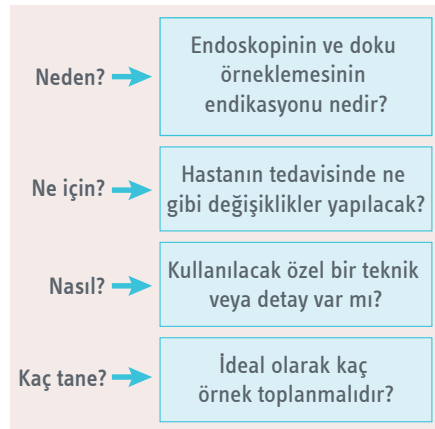 Neden?
Endoskopinin ve doku
örneklemesinin
endikasyonu nedir?
Ne için?
Hastanın tedavisinde ne
gibi değişiklikler yapılacak?
Nasıl?
Kullanılacak özel bir teknik
veya detay var mı?
Kaç tane?
İdeal olarak kaç
örnek toplanmalıdır?